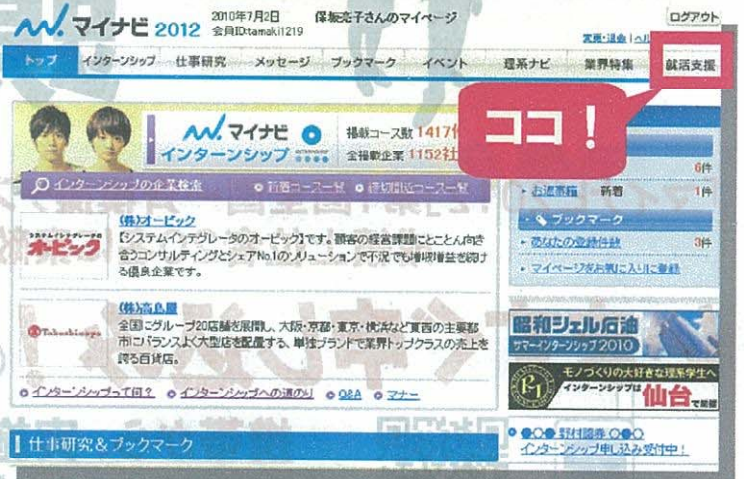 マイナビ 2012
2010年7月2日
会員ID:tamaki1219
保坂亮子さんのマイページ
ログアウト
変更・退会
トップ
インターンシップ
仕事研究
メッセージ
ブックマーク
イベント
理系ナビ
業界特集
就活支援
ココ！
マイナビ
インターンシップ
掲載コース数 1417
全掲載企業 1152社
インターンシップの企業検索
新着コース一覧
締切間近コース一覧
6件
お返事箱 新着 1件
ブックマーク
あなたの登録件数 3件
マイページをお気に入りに登録
システムインテグレータの
オービック
(株)オービック
【システムインテグレータのオービック】です。顧客の経営課題にとことん向き
合うコンサルティングとシェアNo.1のソリューションで不況でも増収増益を続け
る優良企業です。
Takashimaya
(株)高島屋
全国にグループ20店舗を展開し、大阪・京都・東京・横浜など東西の主要都
市にバランスよく大型店を配置する、単独ブランドで業界トップクラスの売上を
誇る百貨店。
昭和シェル石油
サマーインターンシップ2010
モノづくりの大好きな理系学生へ
インターンシップは
仙台で開催
インターンシップって何？
インターンシップへの道のり
Q&A
マナー
●○● 野村證券 ○●○
インターンシップ申し込み受付中！
仕事研究＆ブックマーク